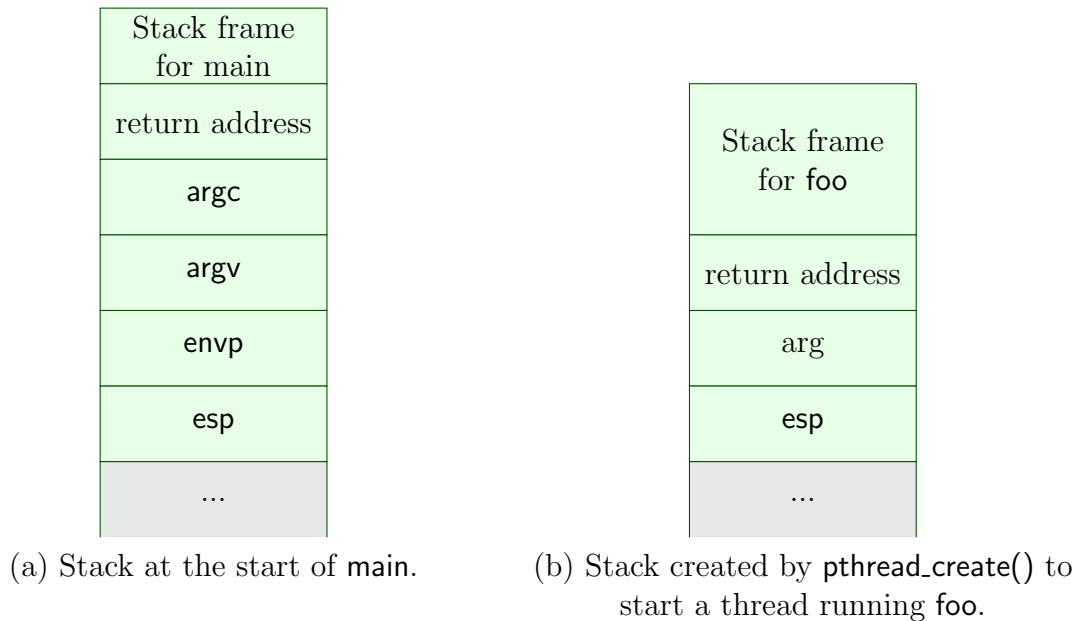 Stack frame
for main
return address
argc
argv
envp
esp
...
(a) Stack at the start of main.
Stack frame
for foo
return address
arg
esp
...
(b) Stack created by pthread_create() to
start a thread running foo.